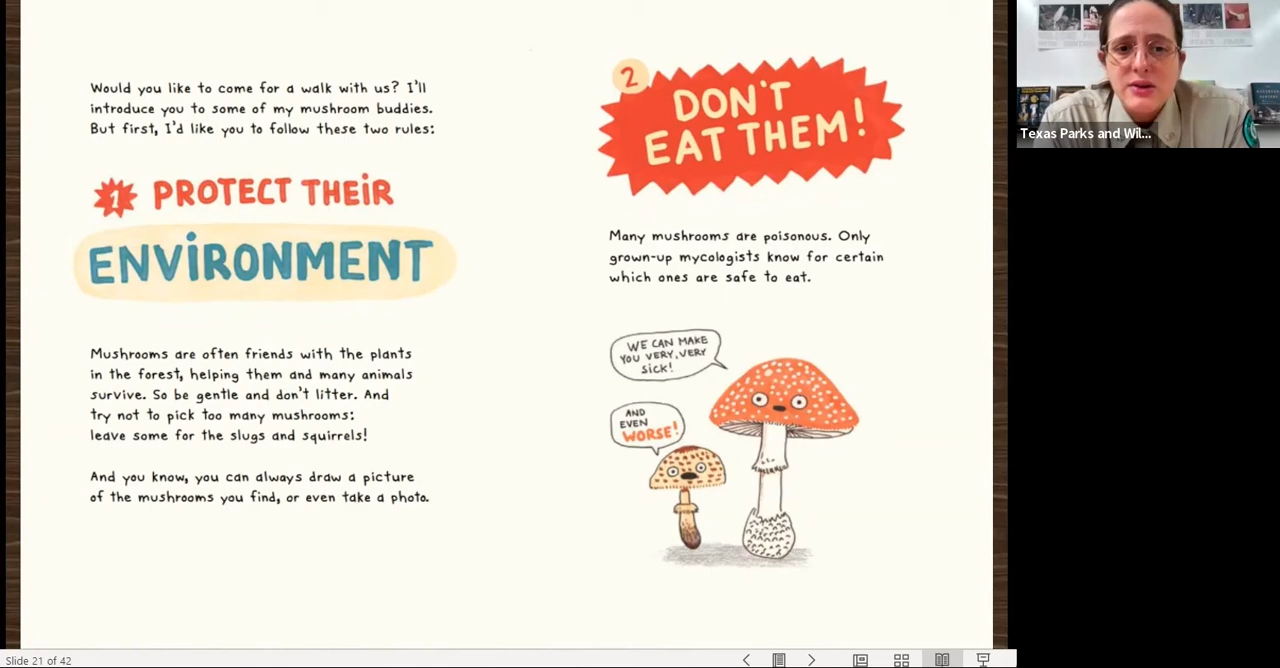 Would you like to come for a walk with us? I'll
introduce you to some of my mushroom buddies.
But first, I'd like you to follow these two rules:
1 PROTECT THEiR
ENViRONMENT
Mushrooms are often friends with the plants
in the forest, helping them and many animals
survive. So be gentle and don't litter. And
try not to pick too many mushrooms:
leave some for the slugs and squirrels!
And you know, you can always draw a picture
of the mushrooms you find, or even take a photo.
2
DON'T
EAT THEM!
Many mushrooms are poisonous. Only
grown-up mycologists know for certain
which ones are safe to eat.
WE CAN MAKE
YOU VERY, VERY
SiCK!
AND
EVEN
WORSE!
Texas Parks and Wil...
Slide 21 of 42